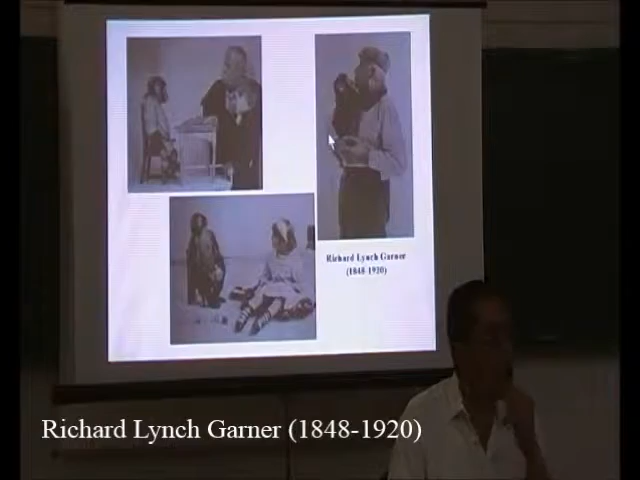 Richard Lynch Garner
(1848-1920)
Richard Lynch Garner (1848-1920)